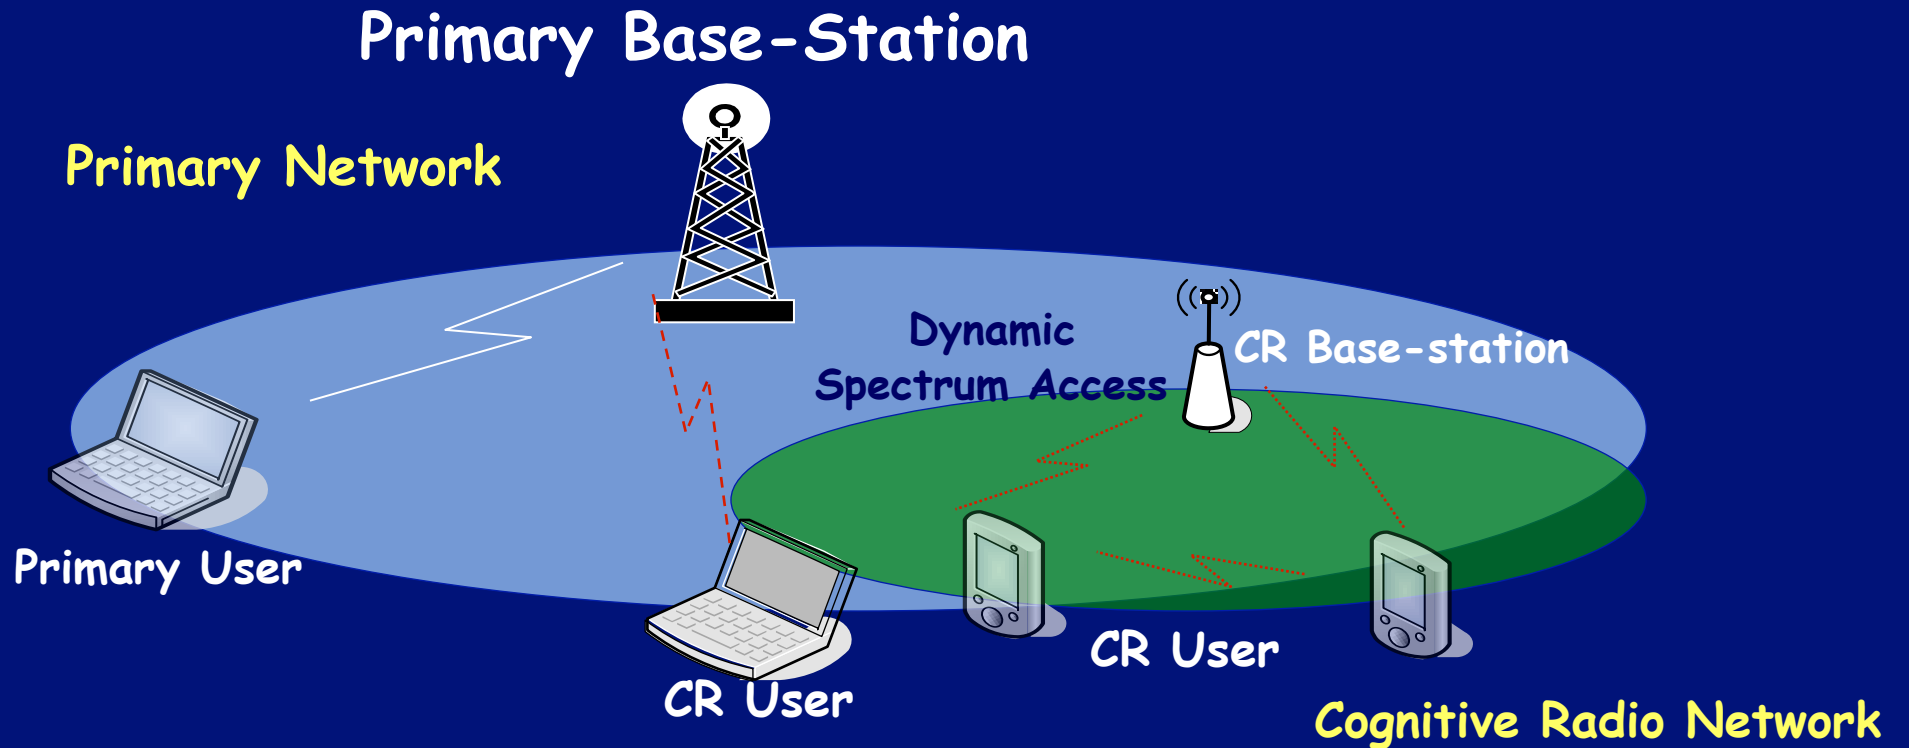 Primary Base-Station
Primary Network
Dynamic
Spectrum Access
CR Base-station
Primary User
CR User
CR User
Cognitive Radio Network